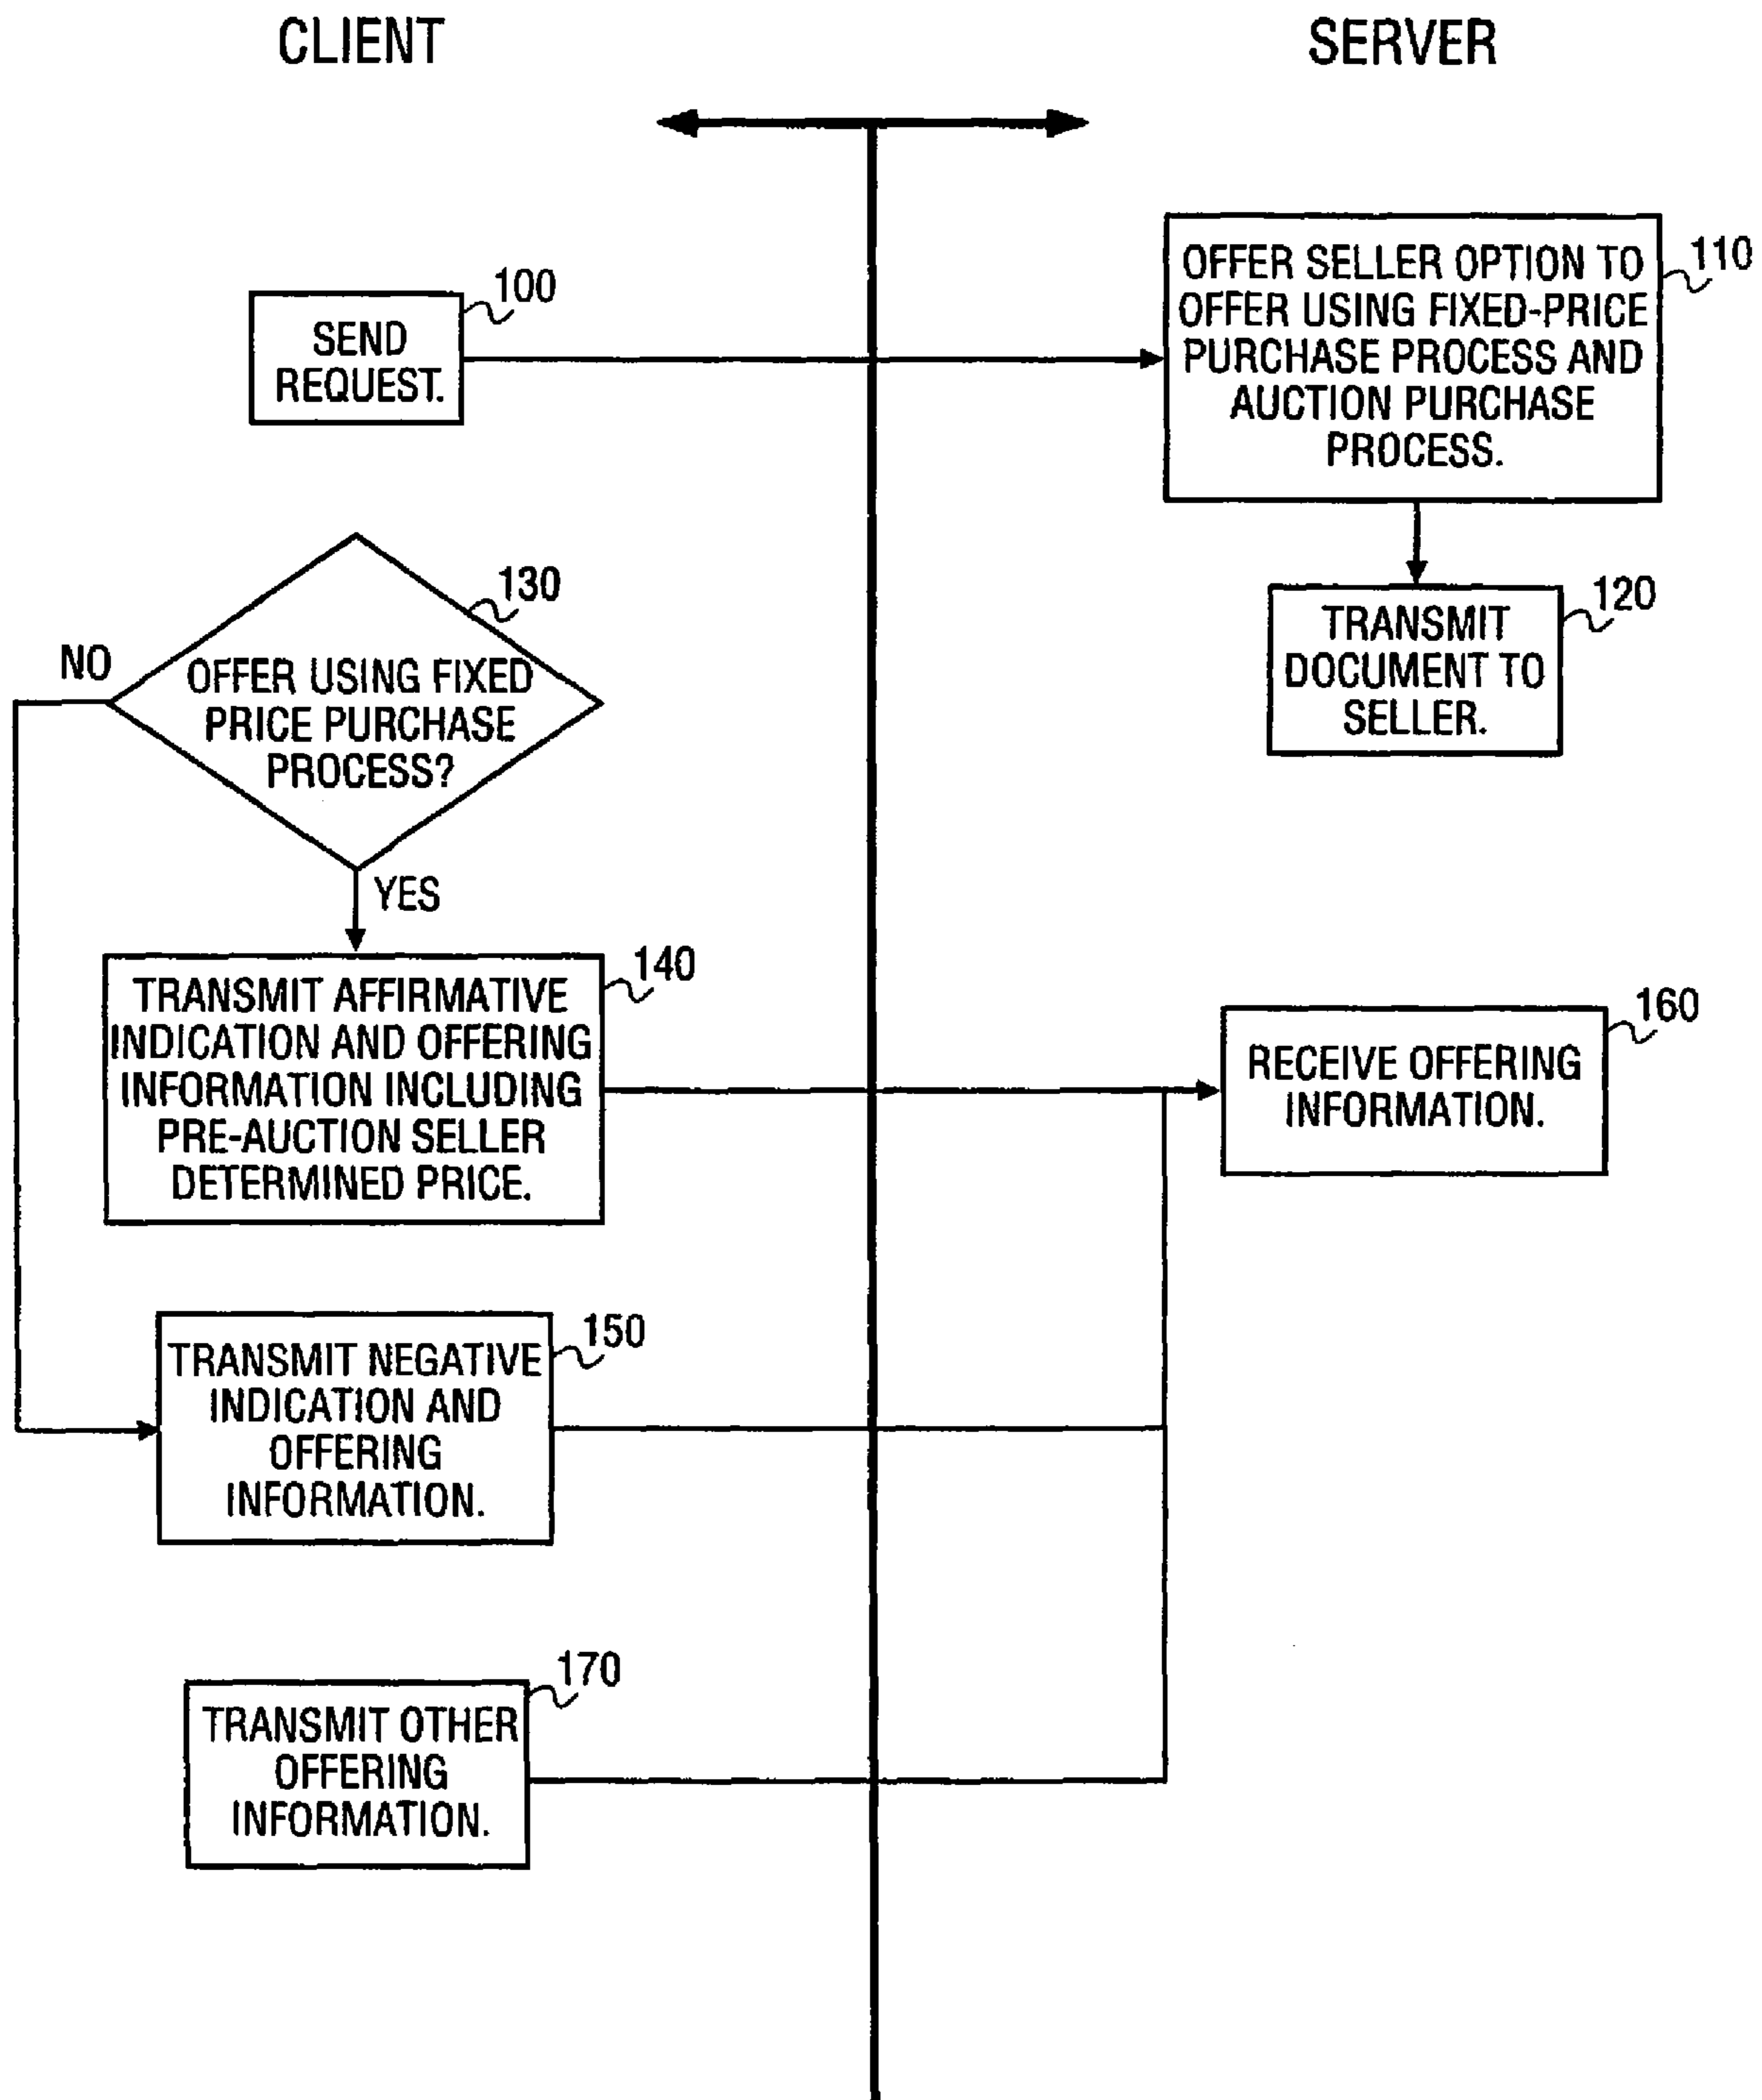 CLIENT
SERVER
100
SEND
REQUEST.
110
OFFER SELLER OPTION TO
OFFER USING FIXED-PRICE
PURCHASE PROCESS AND
AUCTION PURCHASE
PROCESS.
120
TRANSMIT
DOCUMENT TO
SELLER.
130
NO
OFFER USING FIXED
PRICE PURCHASE
PROCESS?
YES
140
TRANSMIT AFFIRMATIVE
INDICATION AND OFFERING
INFORMATION INCLUDING
PRE-AUCTION SELLER
DETERMINED PRICE.
160
RECEIVE OFFERING
INFORMATION.
150
TRANSMIT NEGATIVE
INDICATION AND
OFFERING
INFORMATION.
170
TRANSMIT OTHER
OFFERING
INFORMATION.